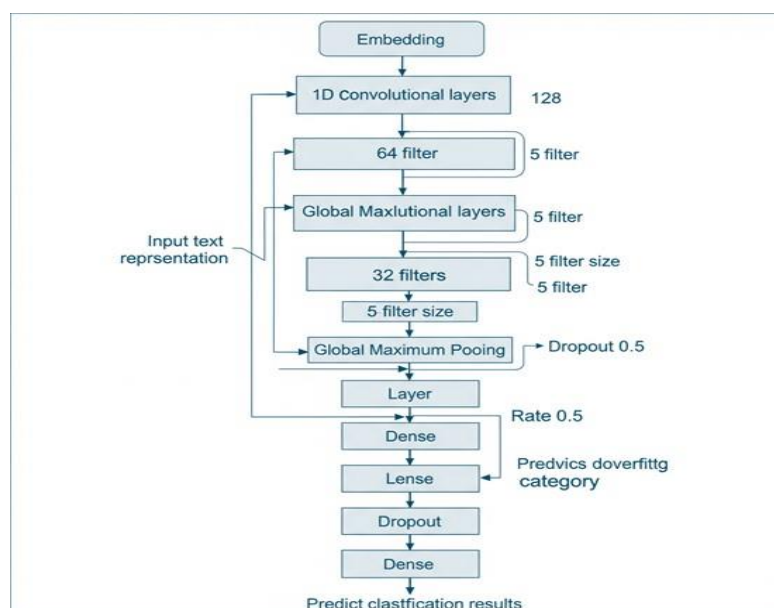 Embedding
1D Convolutional layers
128
64 filter
5 filter
Global Maxlutional layers
5 filter
Input text
reprsentation
5 filter size
32 filters
5 filter
5 filter size
Global Maximum Pooing
Dropout 0.5
Layer
Rate 0.5
Dense
Predvics doverfittg
category
Lense
Dropout
Dense
Predict clastfication results